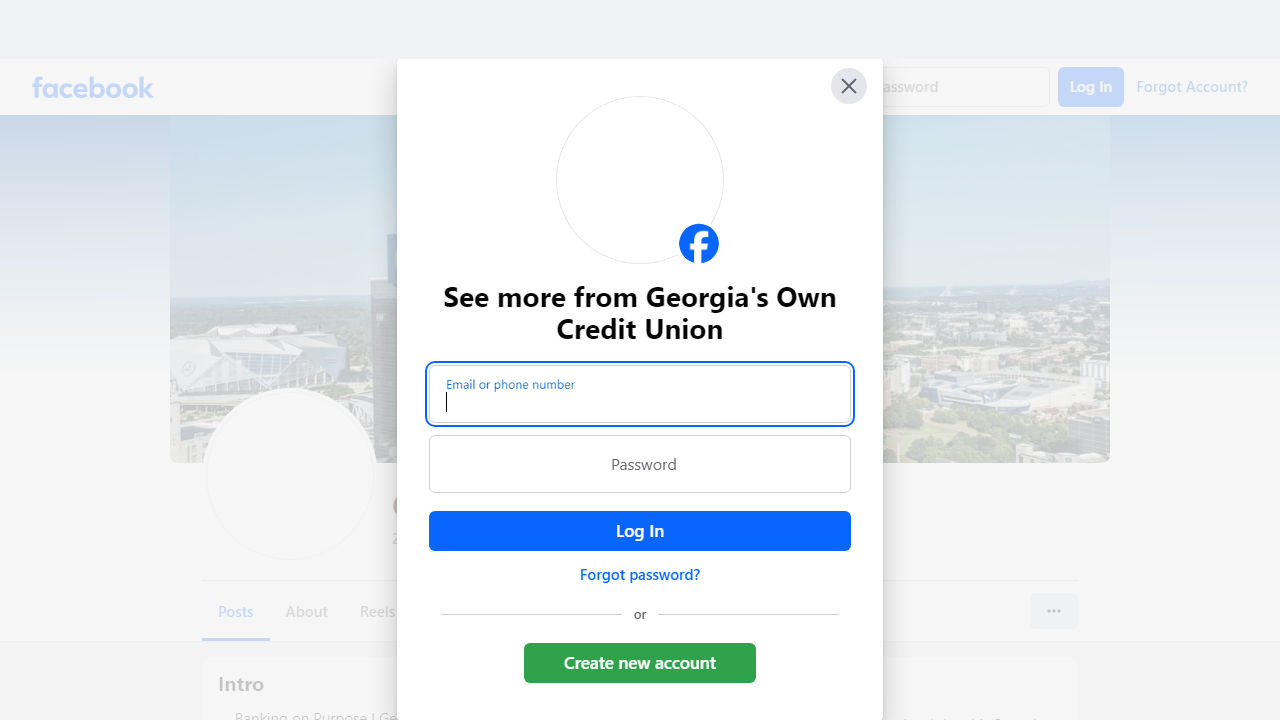 facebook
assword
Log In
Forgot Account?
See more from Georgia's Own
Credit Union
Email or phone number
Password
Log In
Forgot password?
or
Create new account
Posts
About
Reels
Intro
Banking on Purpose | Ge